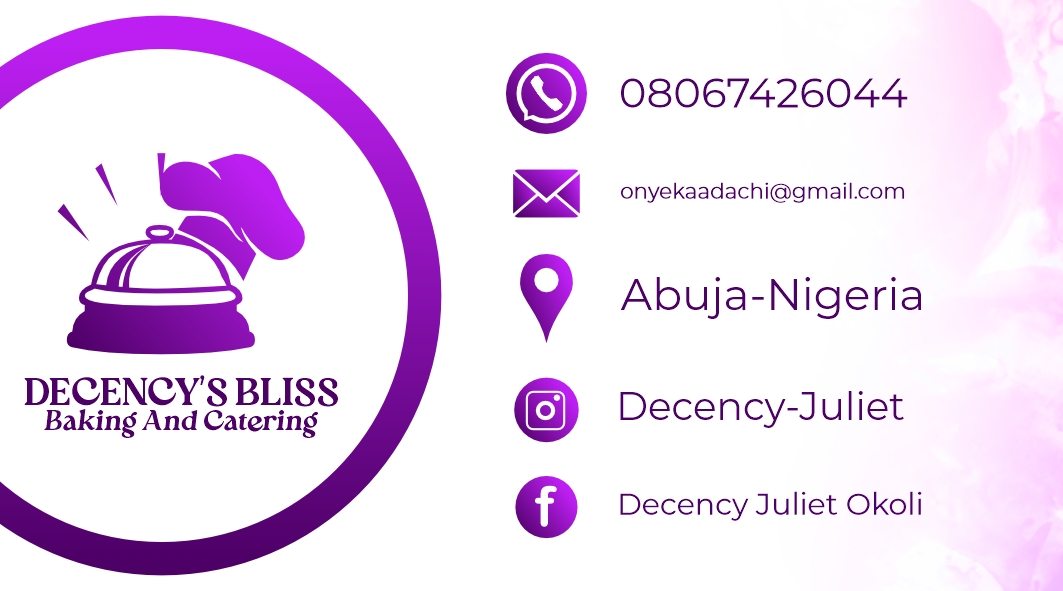 DECENCY'S BLISS
Baking And Catering
08067426044
onyekaadachi@gmail.com
Abuja-Nigeria
Decency-Juliet
Decency Juliet Okoli